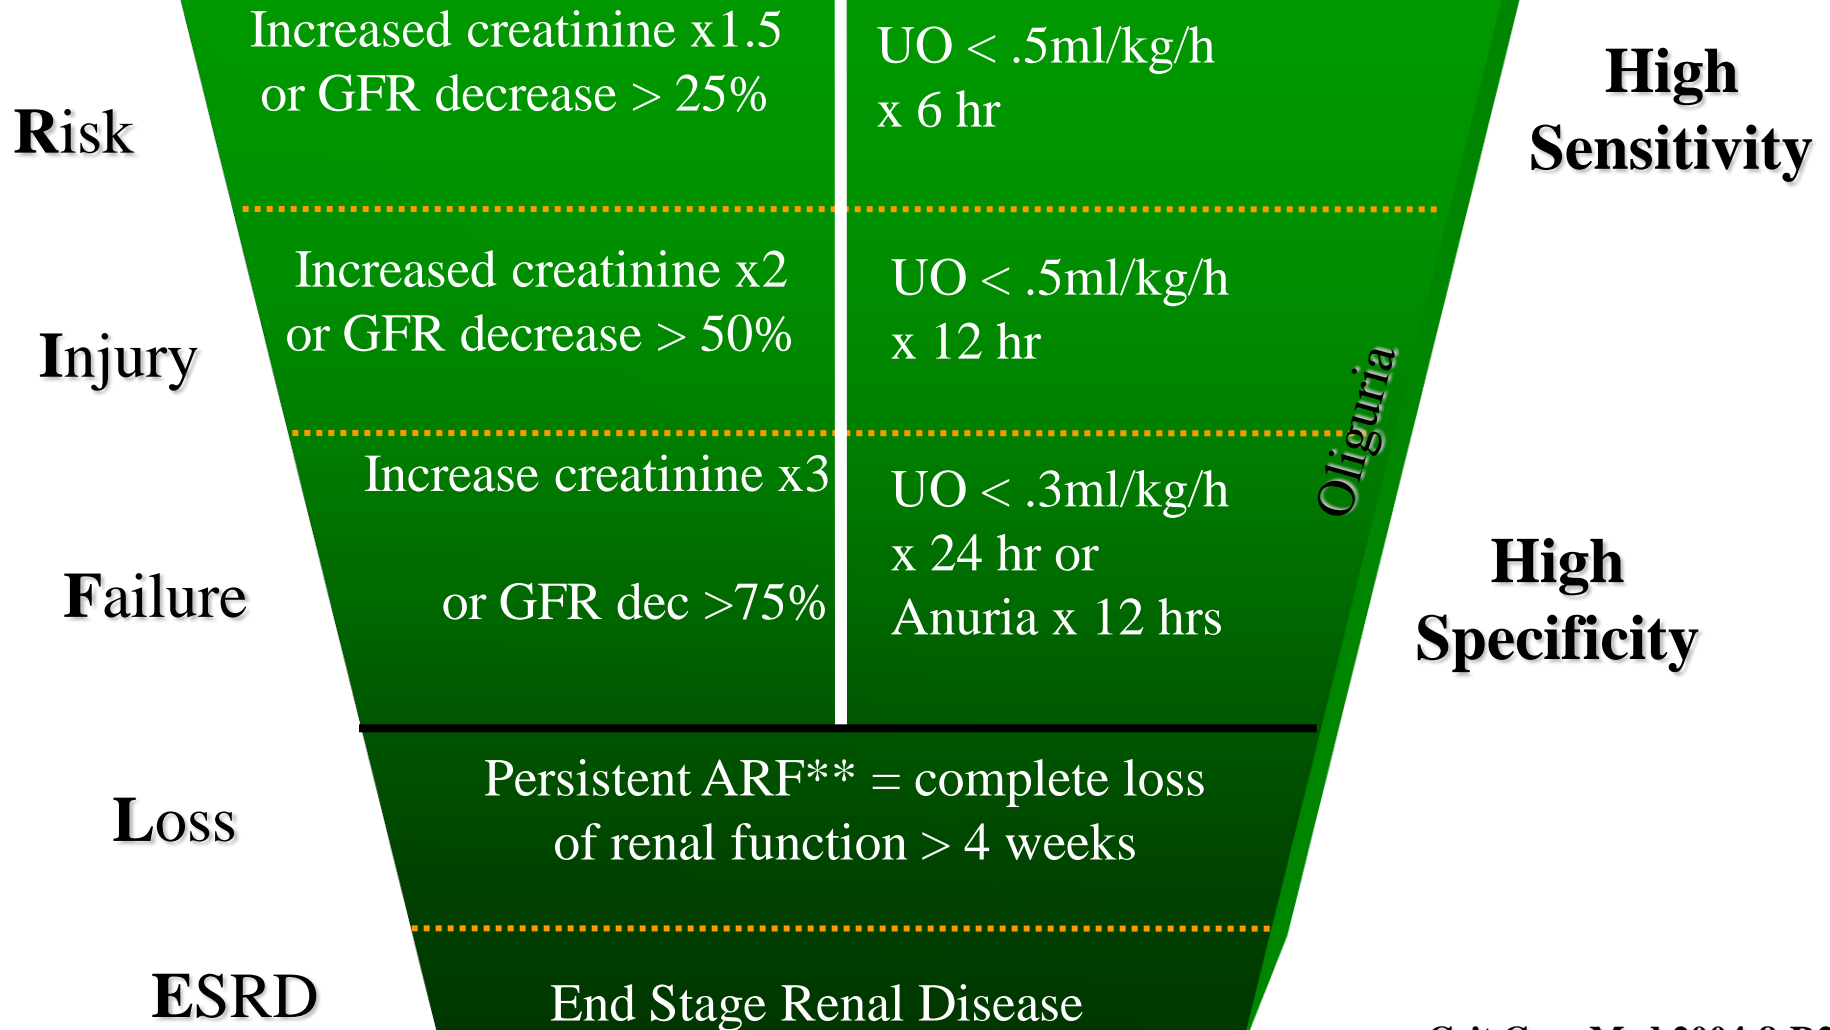 Increased creatinine x1.5
or GFR decrease > 25%
UO < .5ml/kg/h
x 6 hr
High
Sensitivity
Risk
Increased creatinine x2
or GFR decrease > 50%
UO < .5ml/kg/h
x 12 hr
Injury
Oliguria
Increase creatinine x3
or GFR dec >75%
UO < .3ml/kg/h
x 24 hr or
Anuria x 12 hrs
High
Specificity
Failure
Persistent ARF** = complete loss
of renal function > 4 weeks
Loss
ESRD
End Stage Renal Disease